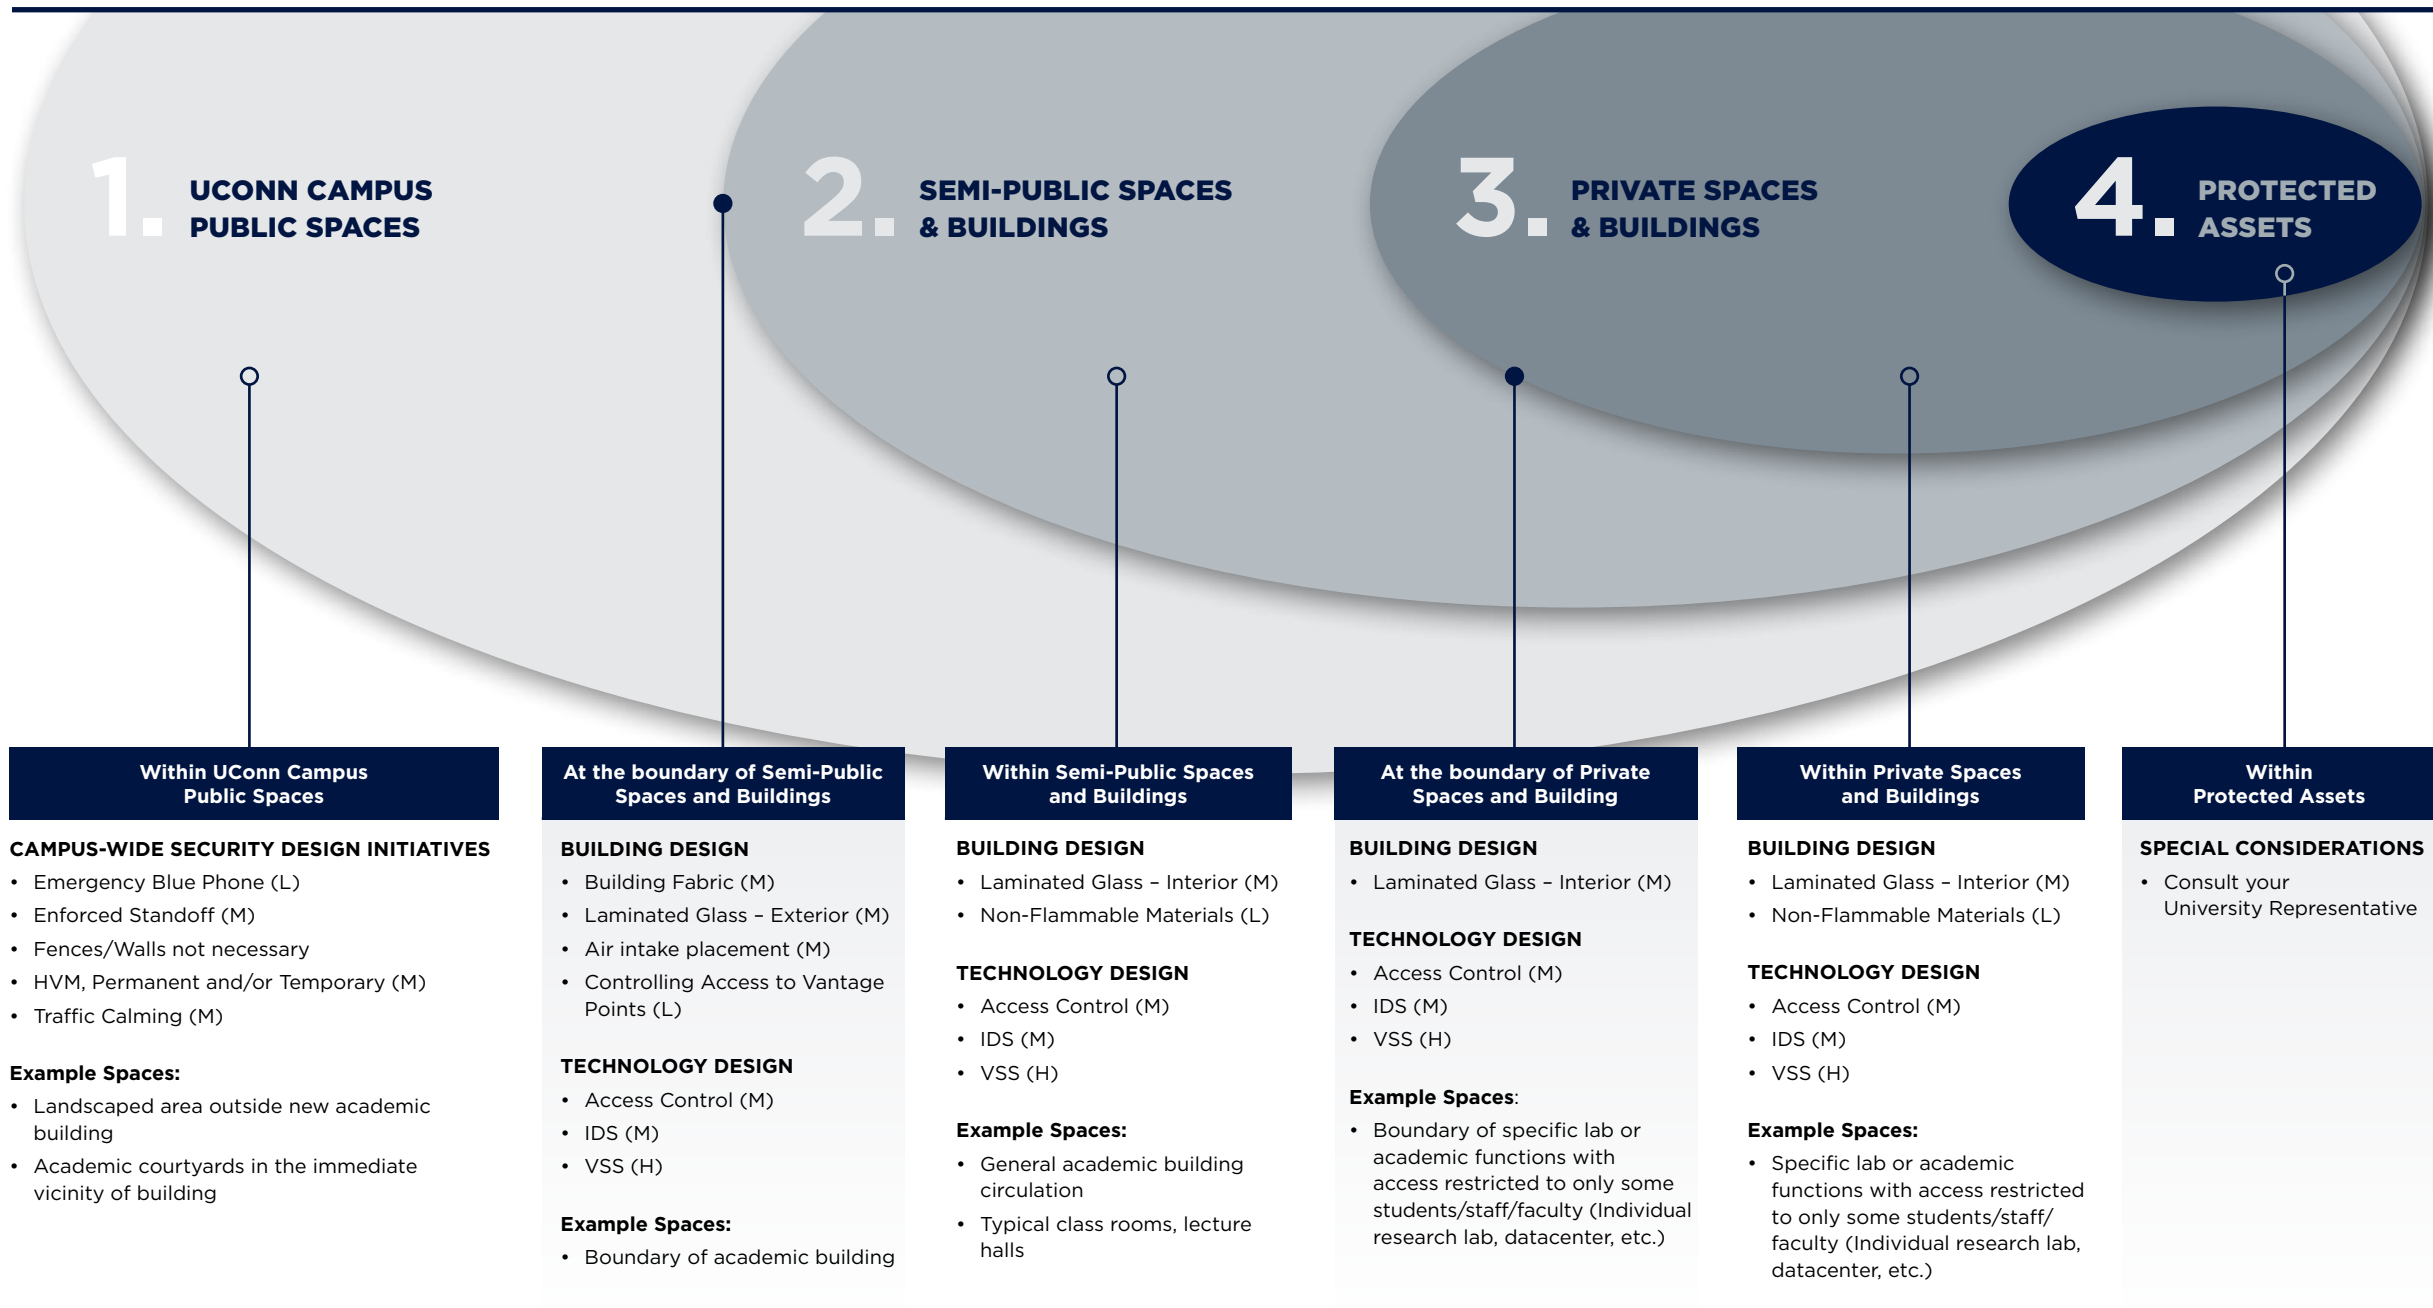 1. UCONN CAMPUS
PUBLIC SPACES
2. SEMI-PUBLIC SPACES
& BUILDINGS
3. PRIVATE SPACES
& BUILDINGS
4. PROTECTED
ASSETS
Within UConn Campus
Public Spaces
CAMPUS-WIDE SECURITY DESIGN INITIATIVES
• Emergency Blue Phone (L)
• Enforced Standoff (M)
• Fences/Walls not necessary
• HVM, Permanent and/or Temporary (M)
• Traffic Calming (M)
Example Spaces:
• Landscaped area outside new academic
building
• Academic courtyards in the immediate
vicinity of building
At the boundary of Semi-Public
Spaces and Buildings
BUILDING DESIGN
• Building Fabric (M)
• Laminated Glass – Exterior (M)
• Air intake placement (M)
• Controlling Access to Vantage
Points (L)
TECHNOLOGY DESIGN
• Access Control (M)
• IDS (M)
• VSS (H)
Example Spaces:
• Boundary of academic building
Within Semi-Public Spaces
and Buildings
BUILDING DESIGN
• Laminated Glass – Interior (M)
• Non-Flammable Materials (L)
TECHNOLOGY DESIGN
• Access Control (M)
• IDS (M)
• VSS (H)
Example Spaces:
• General academic building
circulation
• Typical class rooms, lecture
halls
At the boundary of Private
Spaces and Building
BUILDING DESIGN
• Laminated Glass – Interior (M)
TECHNOLOGY DESIGN
• Access Control (M)
• IDS (M)
• VSS (H)
Example Spaces:
• Boundary of specific lab or
academic functions with
access restricted to only some
students/staff/faculty (Individual
research lab, datacenter, etc.)
Within Private Spaces
and Buildings
BUILDING DESIGN
• Laminated Glass – Interior (M)
• Non-Flammable Materials (L)
TECHNOLOGY DESIGN
• Access Control (M)
• IDS (M)
• VSS (H)
Example Spaces:
• Specific lab or academic
functions with access restricted
to only some students/staff/
faculty (Individual research lab,
datacenter, etc.)
Within
Protected Assets
SPECIAL CONSIDERATIONS
• Consult your
University Representative